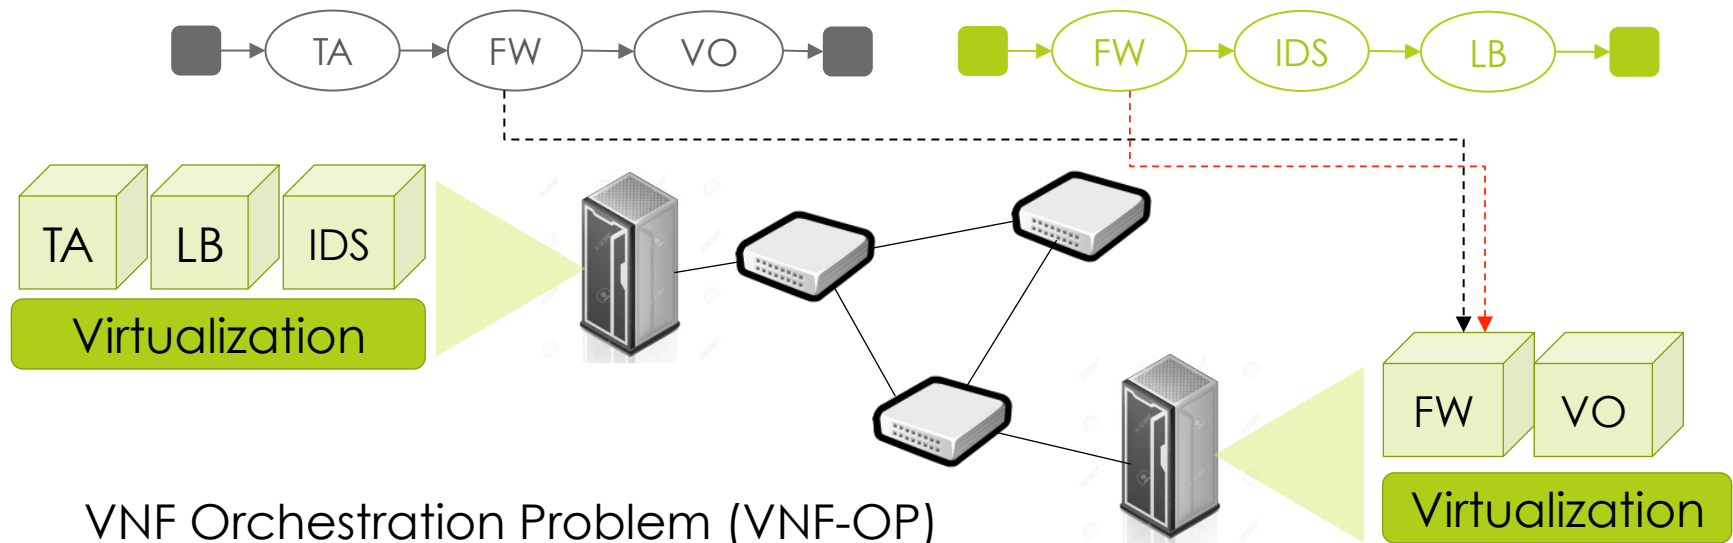 TA FW VO FW IDS LB
TA LB IDS
Virtualization
FW VO
Virtualization
VNF Orchestration Problem (VNF-OP)